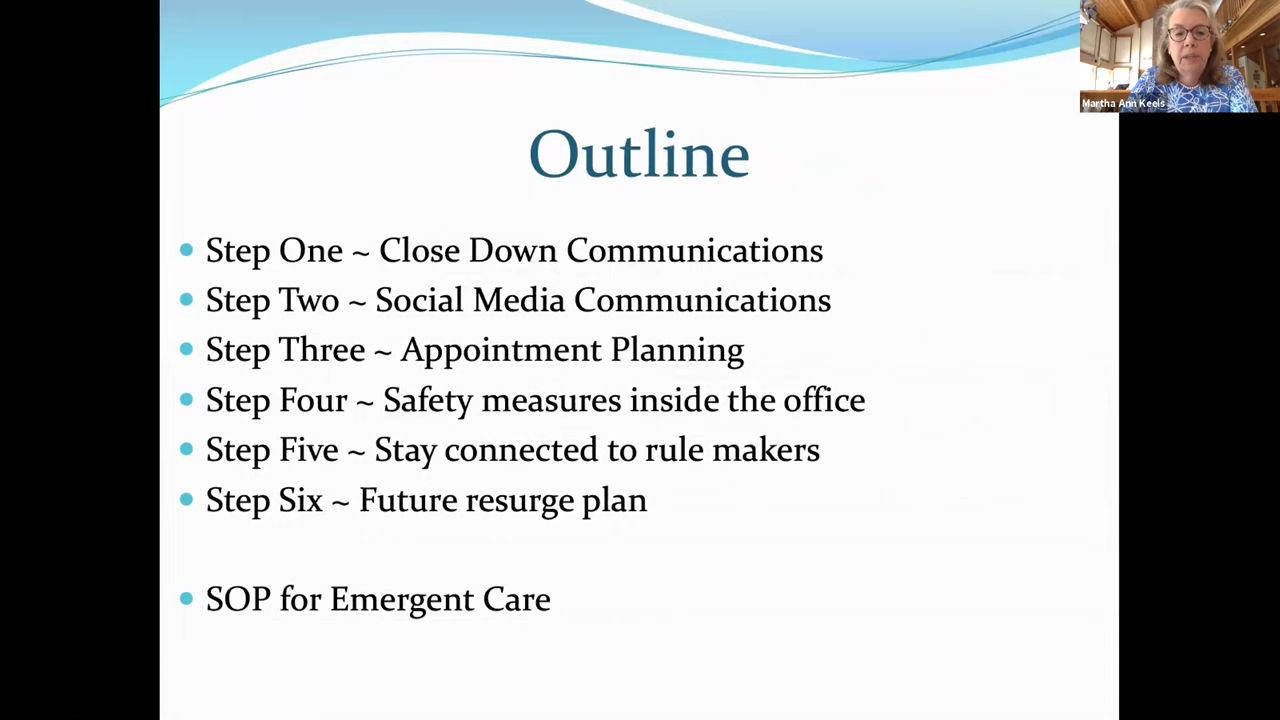 Martha Ann Keels
Outline
Step One ~ Close Down Communications
Step Two ~ Social Media Communications
Step Three ~ Appointment Planning
Step Four ~ Safety measures inside the office
Step Five ~ Stay connected to rule makers
Step Six ~ Future resurge plan
SOP for Emergent Care